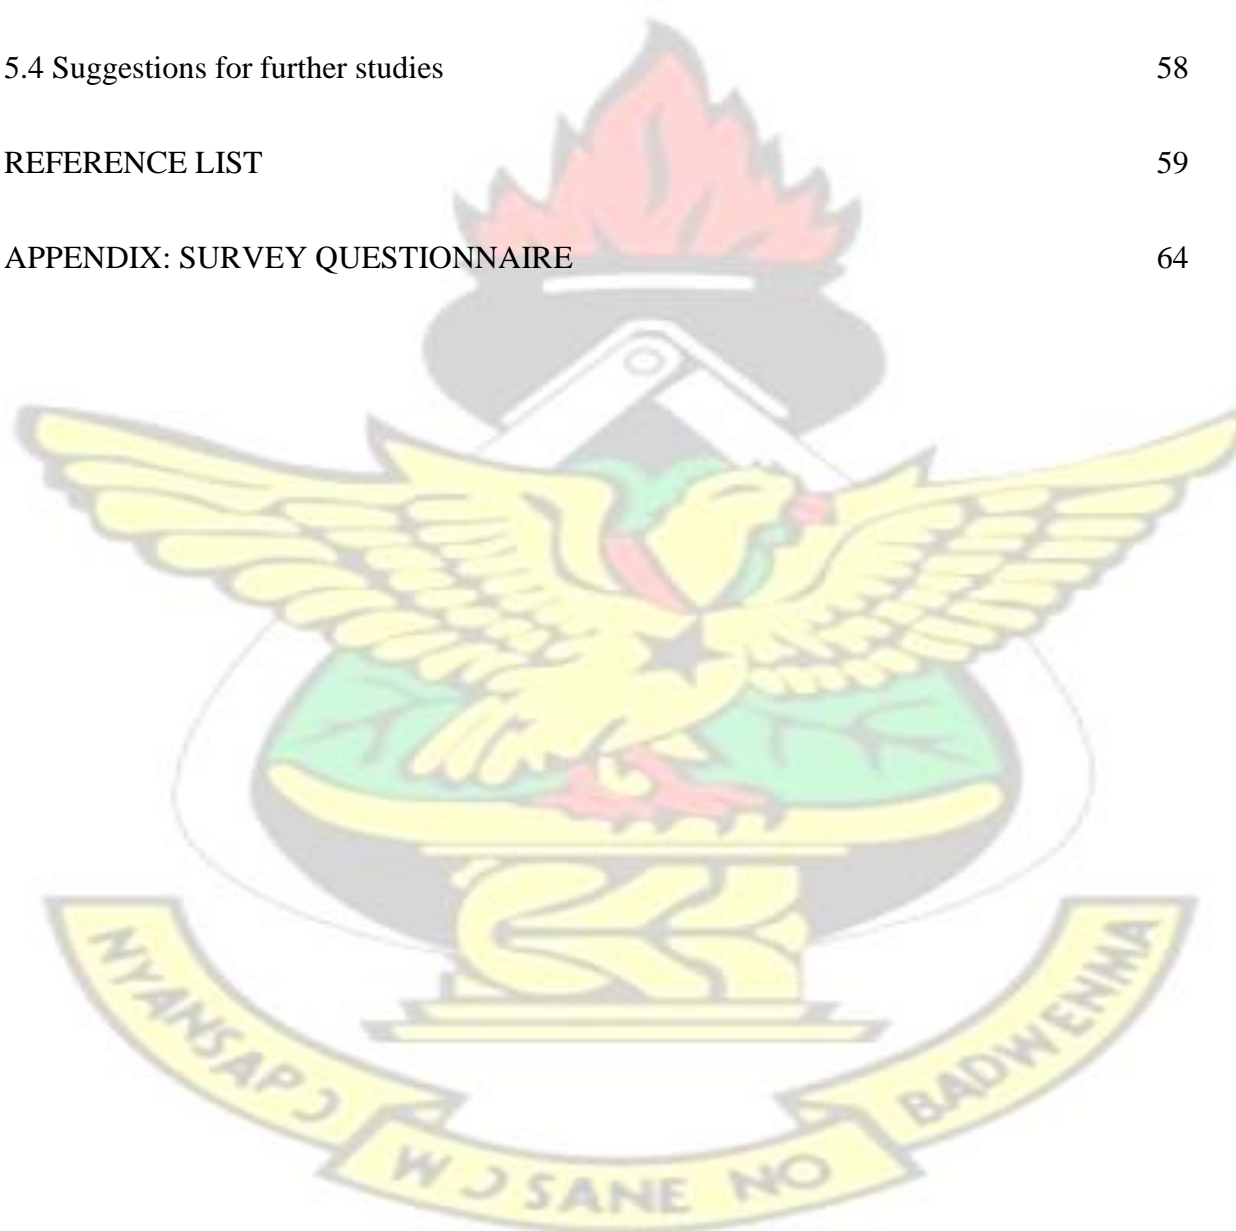 5.4 Suggestions for further studies 58
REFERENCE LIST 59
APPENDIX: SURVEY QUESTIONNAIRE 64
NYANSAPƆ WƆSANE NO BADWENMA